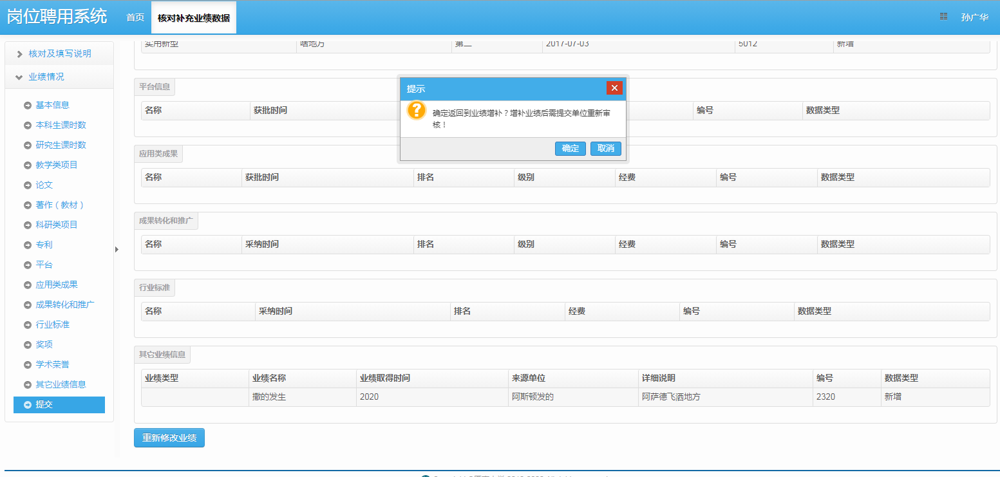 岗位聘用系统 首页 核对补充业绩数据 孙广华
核对及填写说明
业绩情况
基本信息
本科生课时数
研究生课时数
教学类项目
论文
著作（教材）
科研类项目
专利
平台
应用类成果
成果转化和推广
行业标准
奖项
学术荣誉
其它业绩信息
提交
实用新型 啥地方 第二 2017-07-03 5012 新增
平台信息
名称 获批时间 编号 数据类型
提示
确定返回到业绩增补？增补业绩后需提交单位重新审
核！
确定 取消
应用类成果
名称 获批时间 排名 级别 经费 编号 数据类型
成果转化和推广
名称 采纳时间 排名 级别 经费 编号 数据类型
行业标准
名称 采纳时间 排名 经费 编号 数据类型
其它业绩信息
业绩类型 业绩名称 业绩取得时间 来源单位 详细说明 编号 数据类型
撒的发生 2020 阿斯顿发的 阿萨德飞洒地方 2320 新增
重新修改业绩